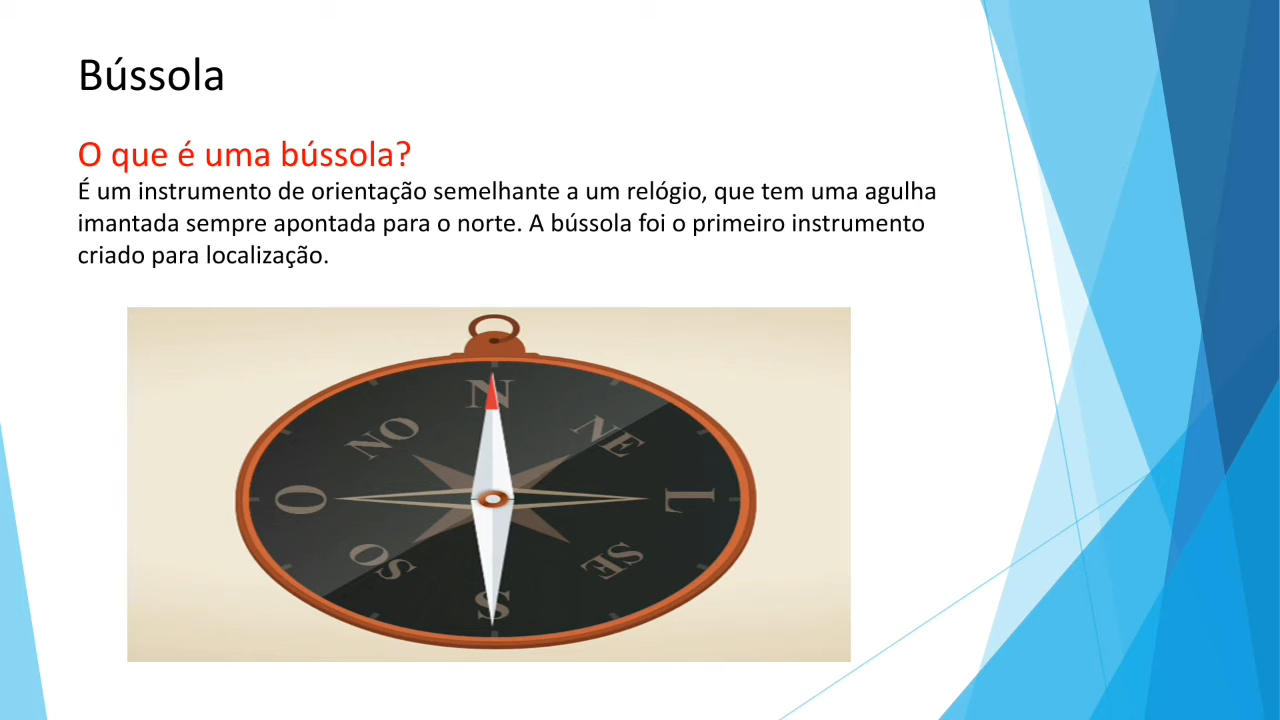 Bússola
O que é uma bússola?
É um instrumento de orientação semelhante a um relógio, que tem uma agulha
imantada sempre apontada para o norte. A bússola foi o primeiro instrumento
criado para localização.
N
NO
NE
O
L
SO
SE
S